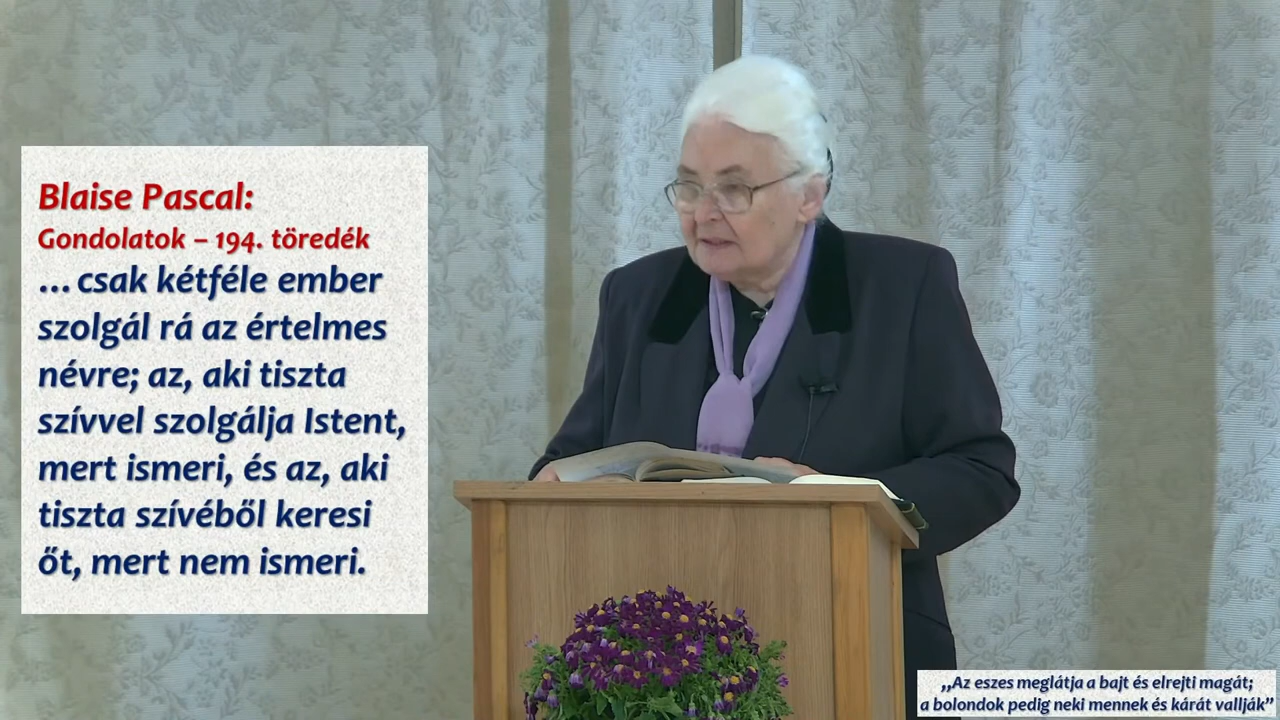 Blaise Pascal:
Gondolatok – 194. töredék
...csak kétféle ember
szolgál rá az értelmes
névre; az, aki tiszta
szívvel szolgálja Istent,
mert ismeri, és az, aki
tiszta szívéből keresi
őt, mert nem ismeri.
„Az eszes meglátja a bajt és elrejti magát;
a bolondok pedig neki mennek és kárát vallják”